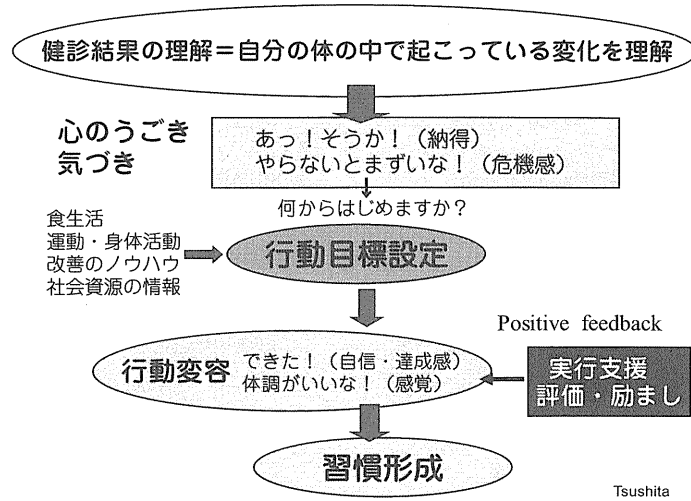 健診結果の理解＝自分の体の中で起こっている変化を理解
心のうごき
気づき
あっ！そうか！（納得）
やらないとまずいな！（危機感）
何からはじめますか？
食生活
運動・身体活動
改善のノウハウ
社会資源の情報
行動目標設定
Positive feedback
行動変容
できた！（自信・達成感）
体調がいいな！（感覚）
実行支援
評価・励まし
習慣形成
Tsushita